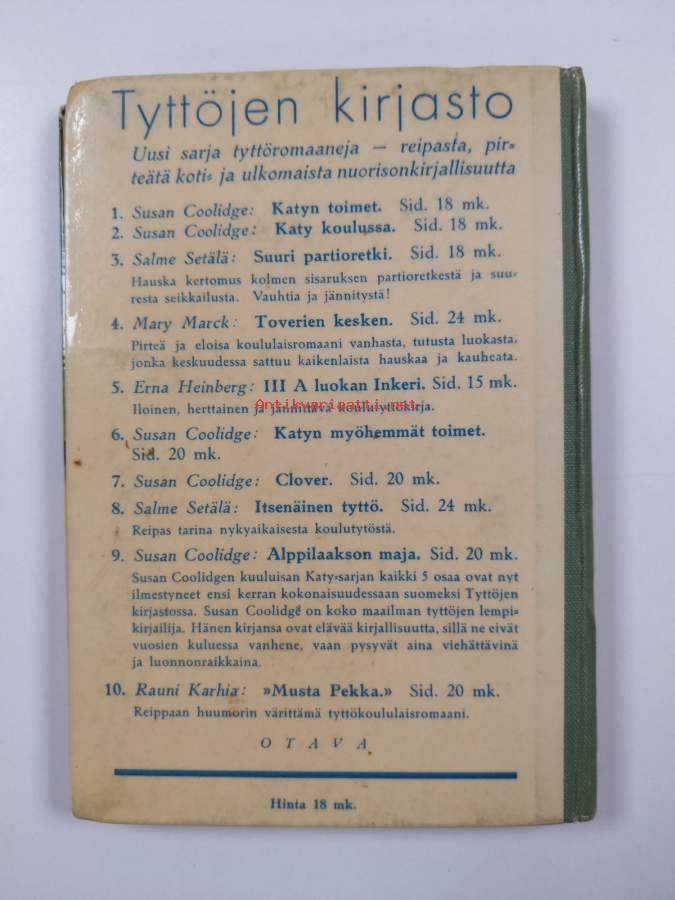 Tyttöjen kirjasto
Uusi sarja tyttöromaaneja — reipasta, pir-
teätä koti- ja ulkomaista nuorisonkirjallisuutta
1. Susan Coolidge: Katyn toimet. Sid. 18 mk.
2. Susan Coolidge: Katy koulussa. Sid. 18 mk.
3. Salme Setälä: Suuri partioretki. Sid. 18 mk.
Hauska kertomus kolmen sisaruksen partioretkestä ja suu-
resta seikkailusta. Vauhtia ja jännitystä!
4. Mary Marck: Toverien kesken. Sid. 24 mk.
Pirteä ja eloisa koululaisromaani vanhasta, tutusta luokasta,
jonka keskuudessa sattuu kaikenlaista hauskaa ja kauheata.
5. Erna Heinberg: III A luokan Inkeri. Sid. 15 mk.
Antikvariaatti.net
Iloinen, herttainen ja jännittävä koulutyttökirja.
6. Susan Coolidge: Katyn myöhemmät toimet.
Sid. 20 mk.
7. Susan Coolidge: Clover. Sid. 20 mk.
8. Salme Setälä: Itsenäinen tyttö. Sid. 24 mk.
Reipas tarina nykyaikaisesta koulutytöstä.
9. Susan Coolidge: Alppilaakson maja. Sid. 20 mk.
Susan Coolidgen kuuluisan Katy-sarjan kaikki 5 osaa ovat nyt
ilmestyneet ensi kerran kokonaisuudessaan suomeksi Tyttöjen
kirjastossa. Susan Coolidge on koko maailman tyttöjen lempi-
kirjailija. Hänen kirjansa ovat elävää kirjallisuutta, sillä ne eivät
vuosien kuluessa vanhene, vaan pysyvät aina viehättävinä
ja luonnonraikkaina.
10. Rauni Karhia: »Musta Pekka.» Sid. 20 mk.
Reippaan huumorin värittämä tyttökoululaisromaani.
OTAVA
Hinta 18 mk.